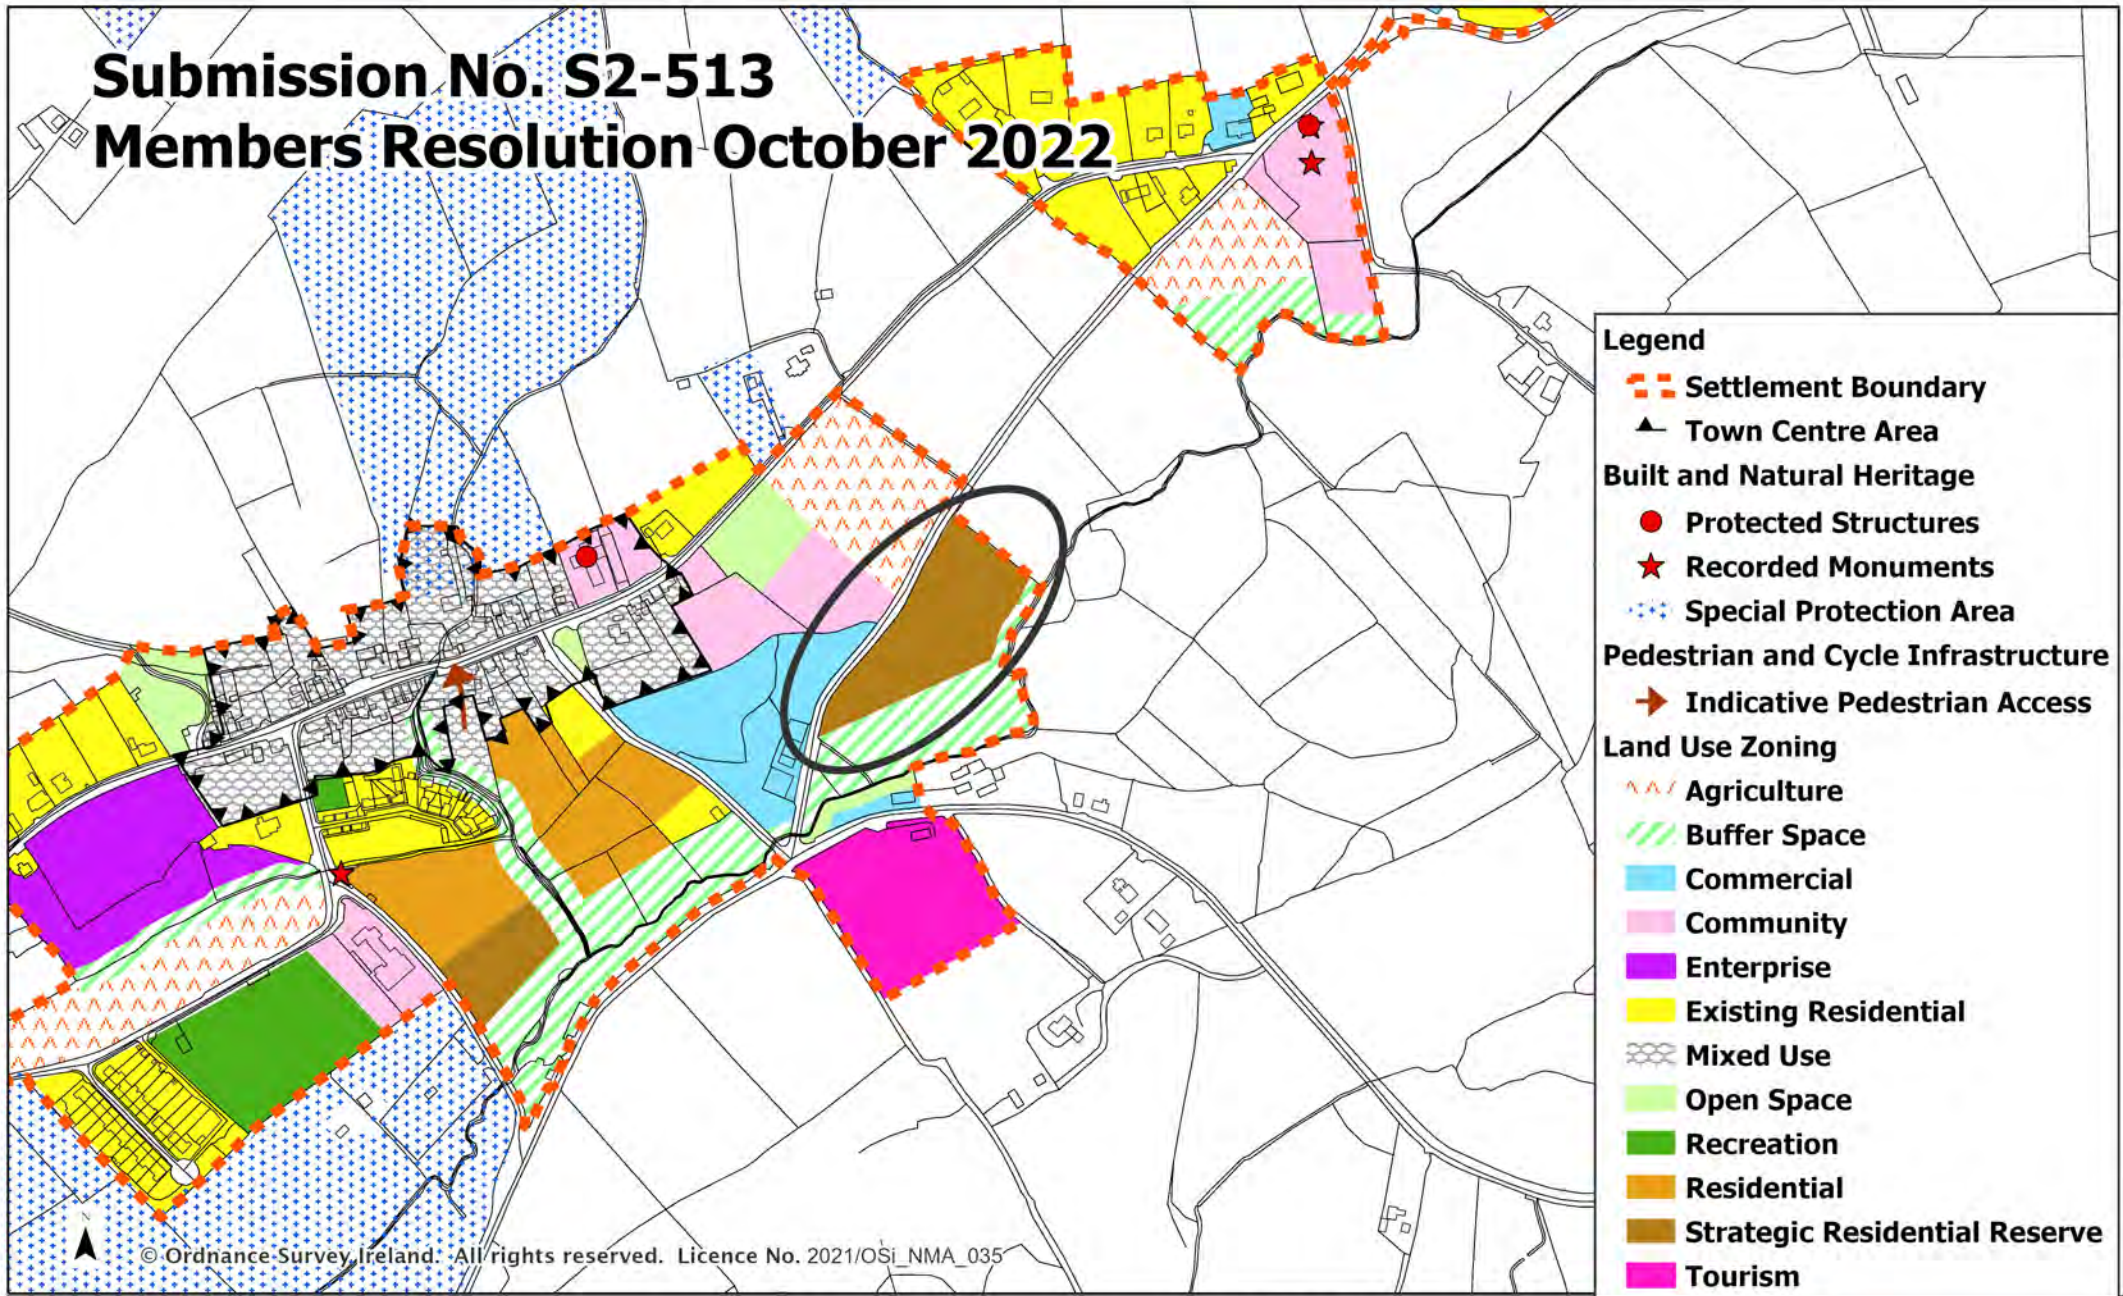 Submission No. S2-513
Members Resolution October 2022
Legend
Settlement Boundary
Town Centre Area
Built and Natural Heritage
Protected Structures
Recorded Monuments
Special Protection Area
Pedestrian and Cycle Infrastructure
Indicative Pedestrian Access
Land Use Zoning
Agriculture
Buffer Space
Commercial
Community
Enterprise
Existing Residential
Mixed Use
Open Space
Recreation
Residential
Strategic Residential Reserve
Tourism
N
© Ordnance Survey Ireland. All rights reserved. Licence No. 2021/OSi_NMA_035